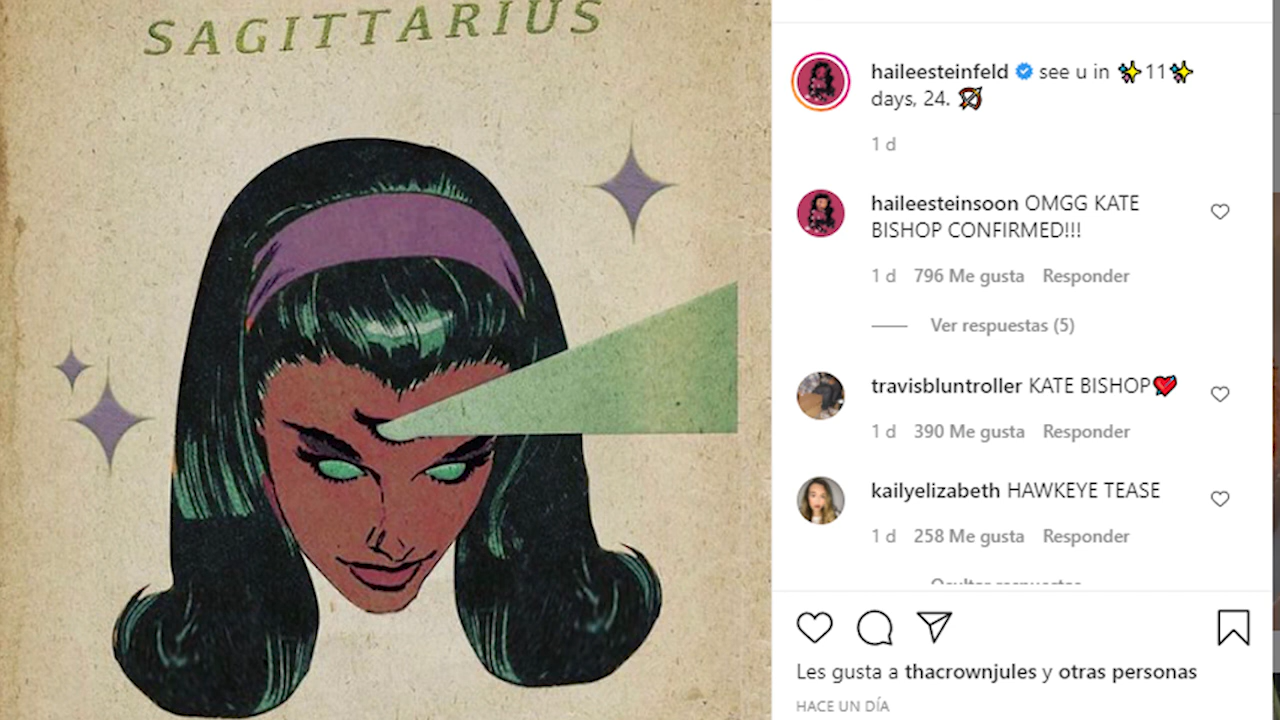 SAGITTARIUS
haileesteinfeld see u in ✨11✨
days, 24. 🏹
1 d
haileesteinsoon OMGG KATE
BISHOP CONFIRMED!!!
1 d 796 Me gusta Responder
Ver respuestas (5)
travisbluntroller KATE BISHOP💘
1 d 390 Me gusta Responder
kailyelizabeth HAWKEYE TEASE
1 d 258 Me gusta Responder
Ocultar respuestas
Les gusta a thacrownjules y otras personas
HACE UN DÍA